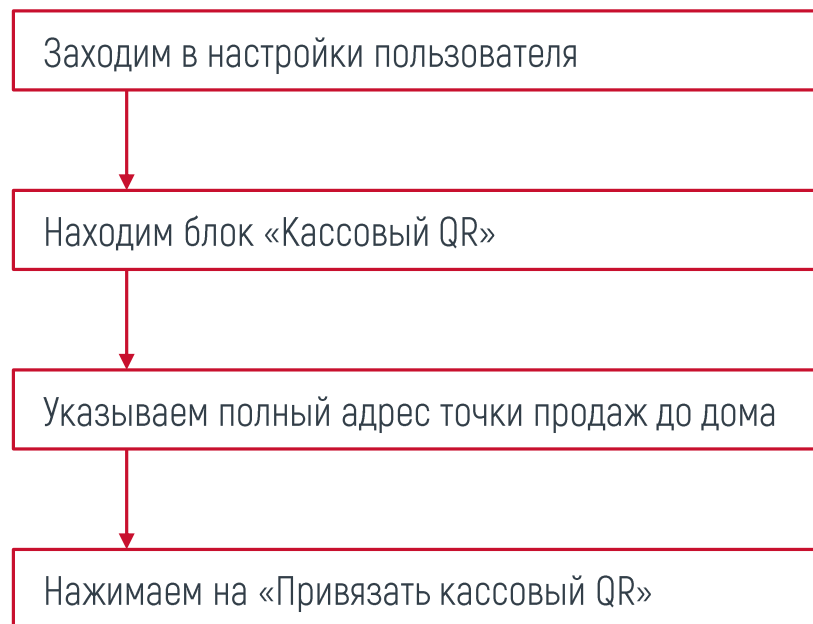 Заходим в настройки пользователя
Находим блок «Кассовый QR»
Указываем полный адрес точки продаж до дома
Нажимаем на «Привязать кассовый QR»